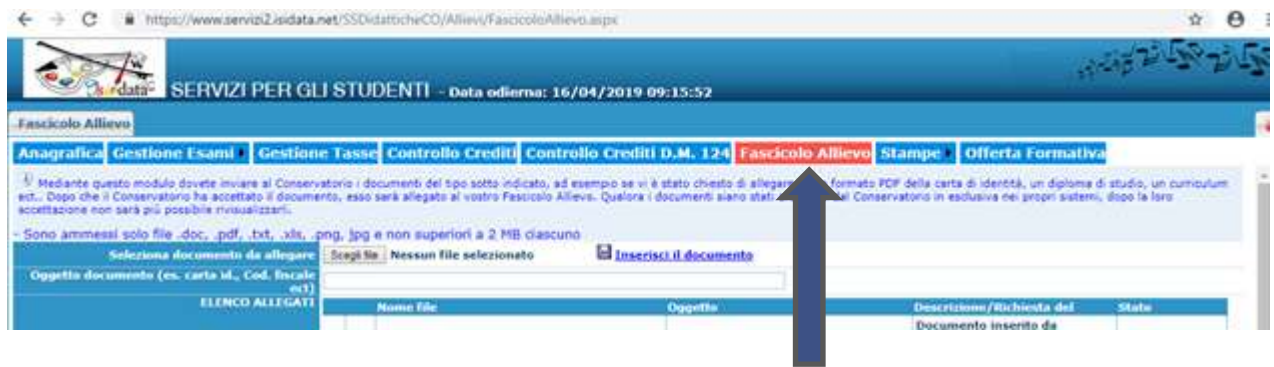 https://www.servizi2.isidata.net/SSDidatticheCO/Allievi/FascicoloAllievo.aspx
isidata SERVIZI PER GLI STUDENTI - Data odierna: 16/04/2019 09:15:52
Fascicolo Allievo
Anagrafica Gestione Esami Gestione Tasse Controllo Crediti Controllo Crediti D.M. 124 Fascicolo Allievo Stampe Offerta Formativa
Mediante questo modulo dovete inviare al Conservatorio i documenti del tipo sotto indicato, ad esempio se vi è stato chiesto di allegare formato PDF della carta di identità, un diploma di studio, un curriculum
ect.. Dopo che il Conservatorio ha accettato il documento, esso sarà allegato al vostro Fascicolo Allievo. Qualora i documenti siano stati al Conservatorio in esclusiva nei propri sistemi, dopo la loro
accettazione non sarà più possibile rivisualizzarli.
- Sono ammessi solo file .doc, .pdf, .txt, .xls, .png, jpg e non superiori a 2 MB ciascuno
Seleziona documento da allegare Scegli file Nessun file selezionato Inserisci il documento
Oggetto documento (es. carta id., Cod. fiscale
ect)
ELENCO ALLEGATI Nome file Oggetto Descrizione/Richiesta del Stato
Documento inserito da